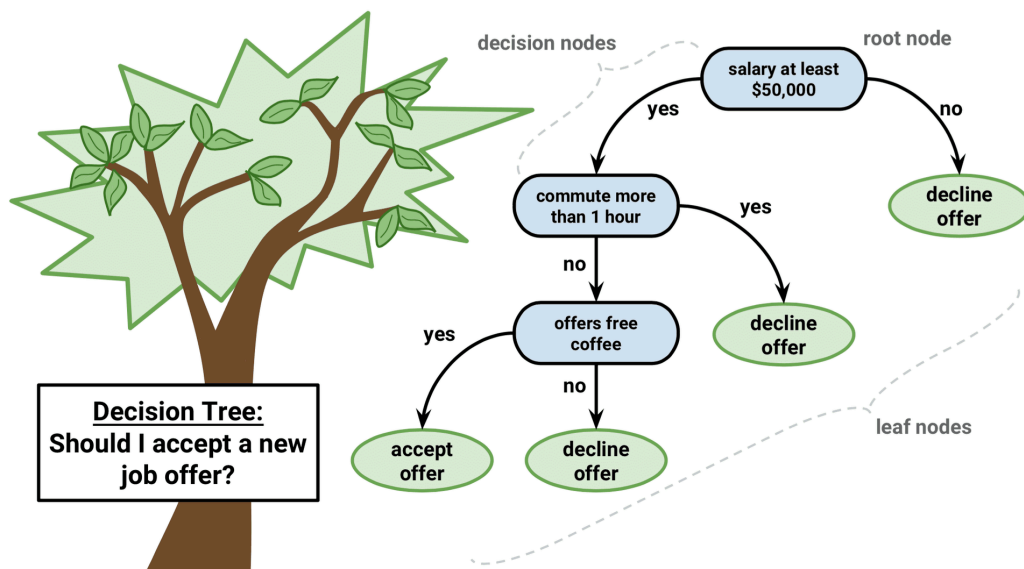 decision nodes
root node
salary at least
$50,000
yes
no
commute more
than 1 hour
decline
offer
yes
no
offers free
coffee
decline
offer
yes
no
accept
offer
decline
offer
leaf nodes
Decision Tree:
Should I accept a new
job offer?